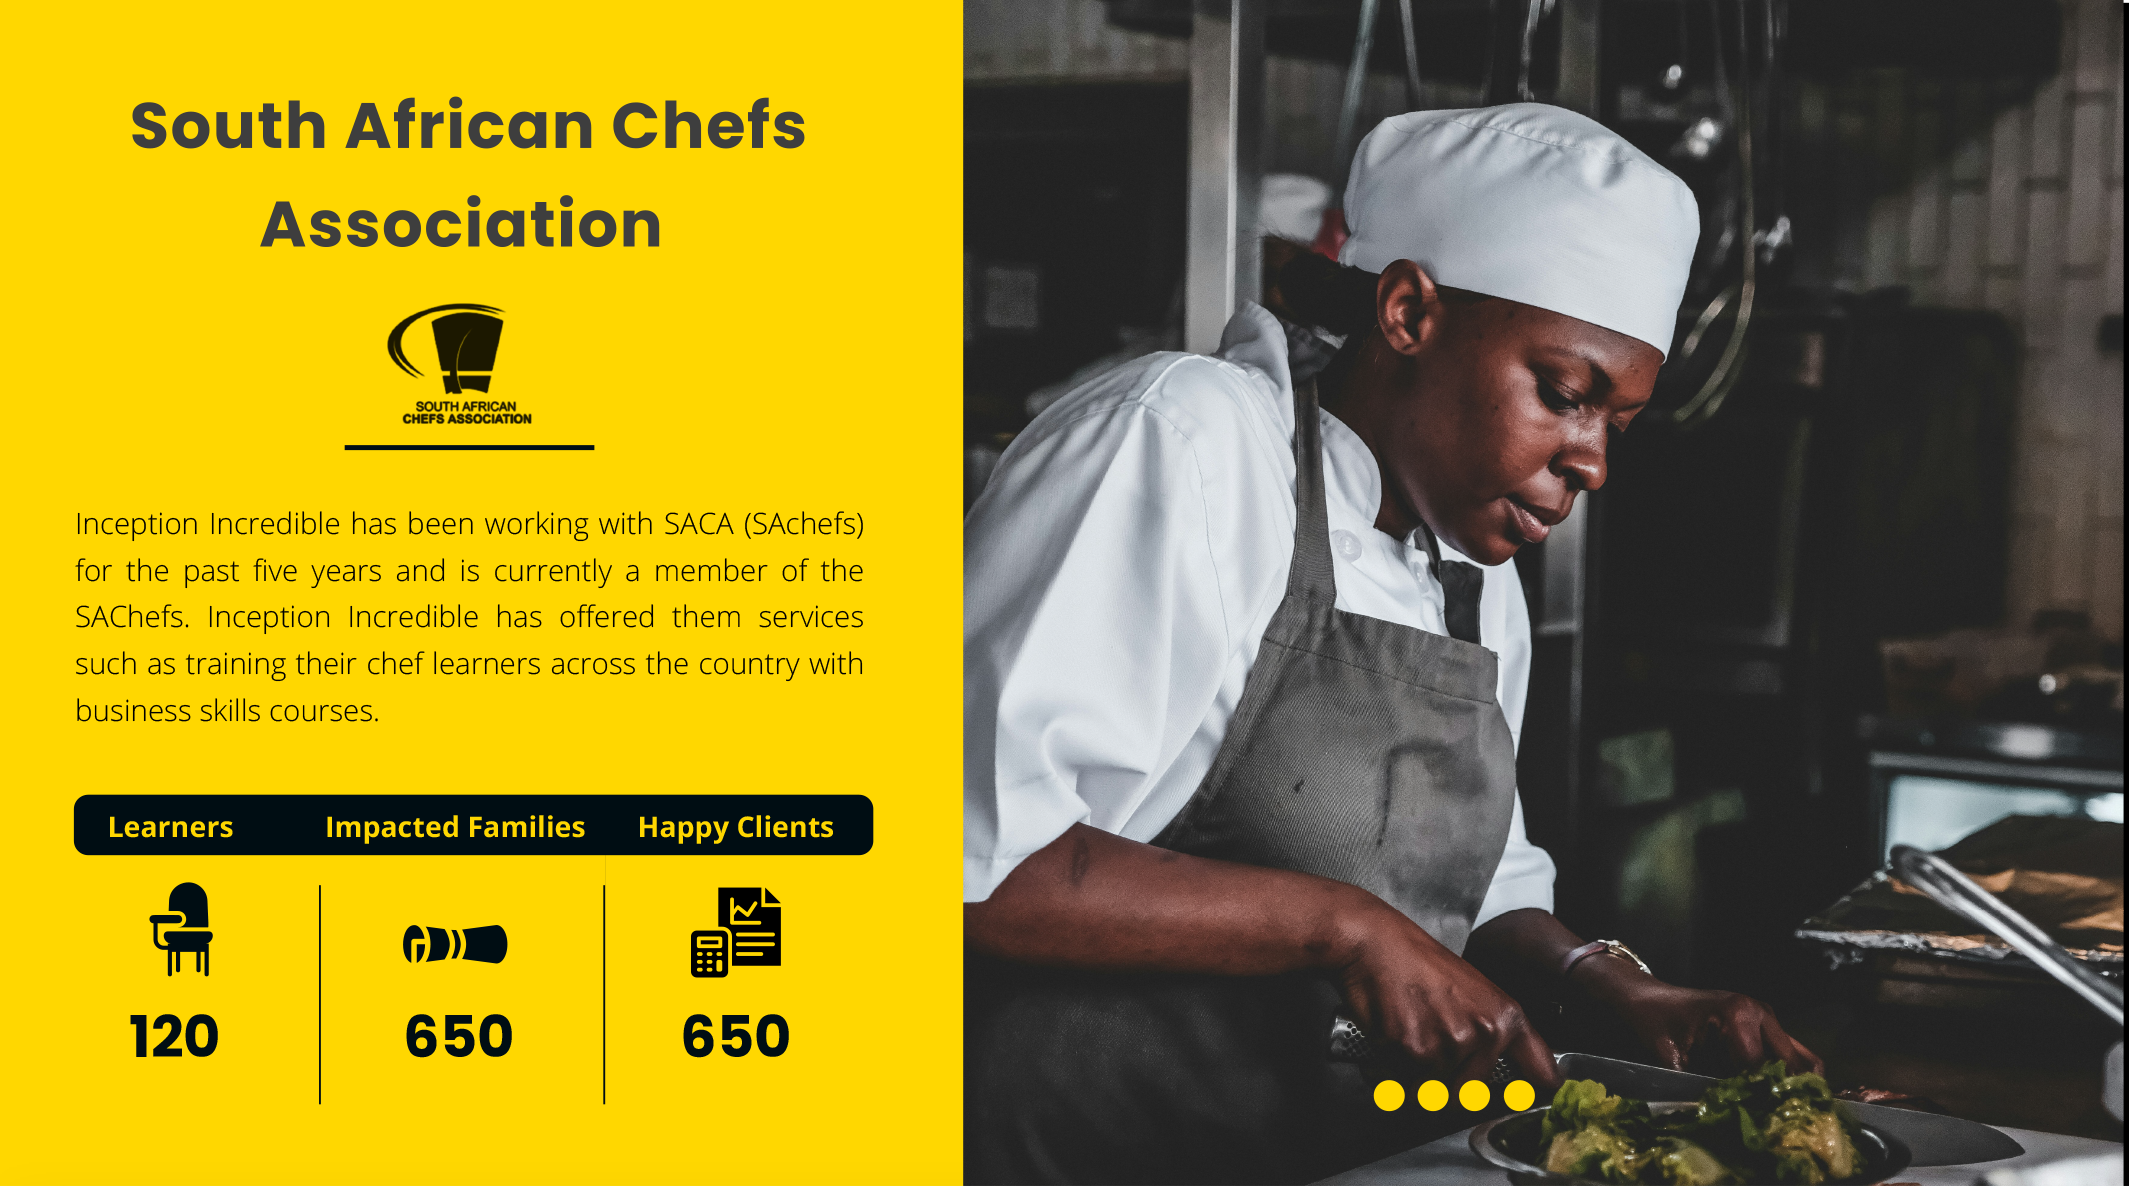 South African Chefs
Association
SOUTH AFRICAN
CHEFS ASSOCIATION
Inception Incredible has been working with SACA (SAchefs)
for the past five years and is currently a member of the
SAChefs. Inception Incredible has offered them services
such as training their chef learners across the country with
business skills courses.
Learners Impacted Families Happy Clients
120 650 650